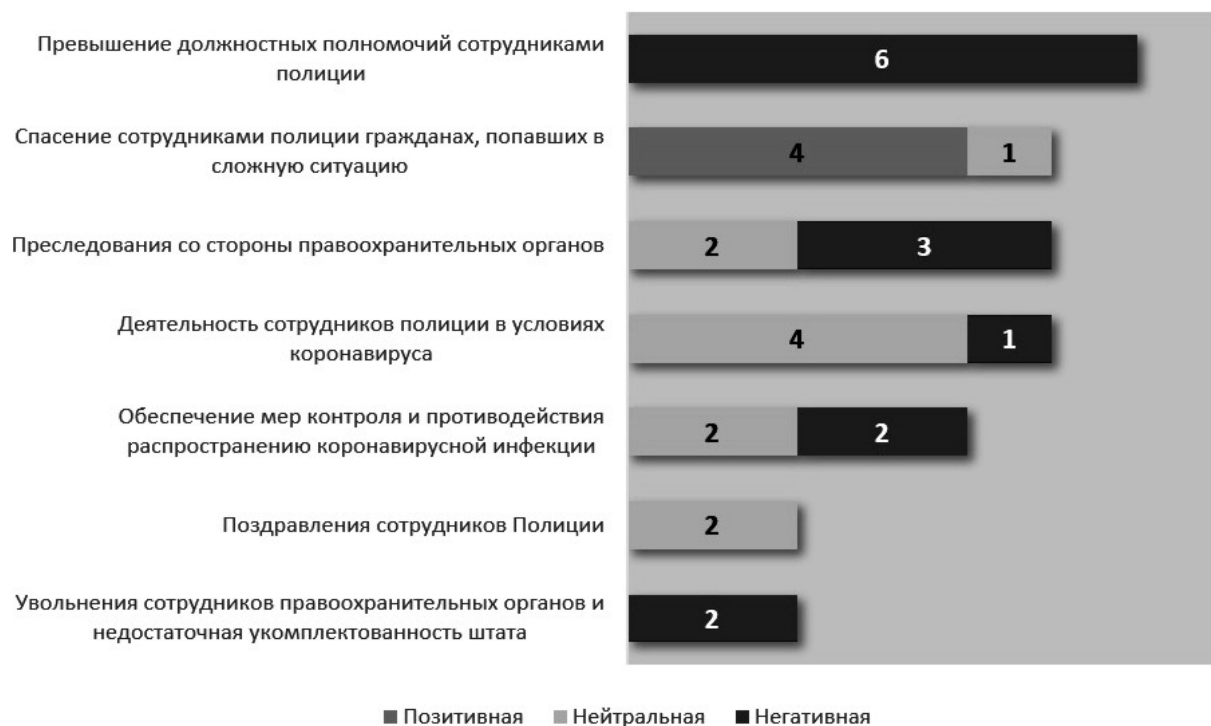 Превышение должностных полномочий сотрудниками
полиции
6
Спасение сотрудниками полиции гражданах, попавших в
сложную ситуацию
4 1
Преследования со стороны правоохранительных органов
2 3
Деятельность сотрудников полиции в условиях
коронавируса
4 1
Обеспечение мер контроля и противодействия
распространению коронавирусной инфекции
2 2
Поздравления сотрудников Полиции
2
Увольнения сотрудников правоохранительных органов и
недостаточная укомплектованность штата
2
Позитивная Нейтральная Негативная